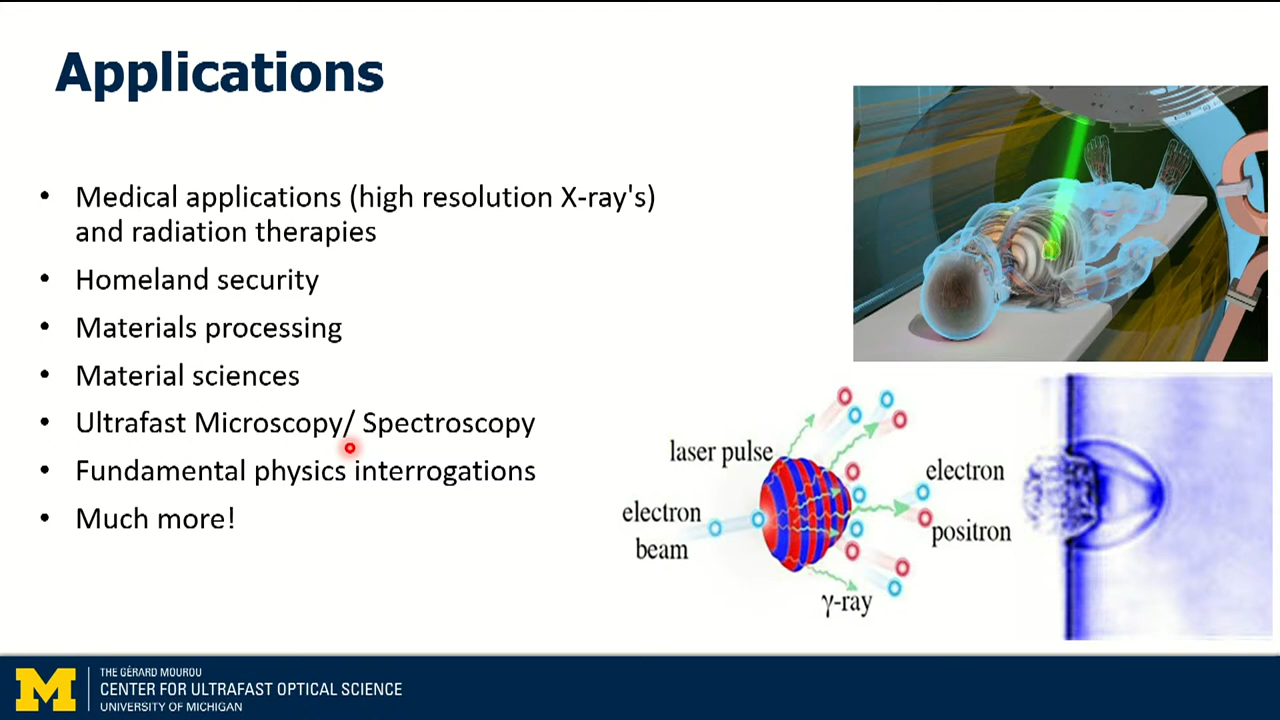 Applications
• Medical applications (high resolution X-ray's)
and radiation therapies
• Homeland security
• Materials processing
• Material sciences
• Ultrafast Microscopy/ Spectroscopy
• Fundamental physics interrogations
• Much more!
laser pulse
electron
beam
electron
positron
γ-ray
M
THE GÉRARD MOUROU
CENTER FOR ULTRAFAST OPTICAL SCIENCE
UNIVERSITY OF MICHIGAN